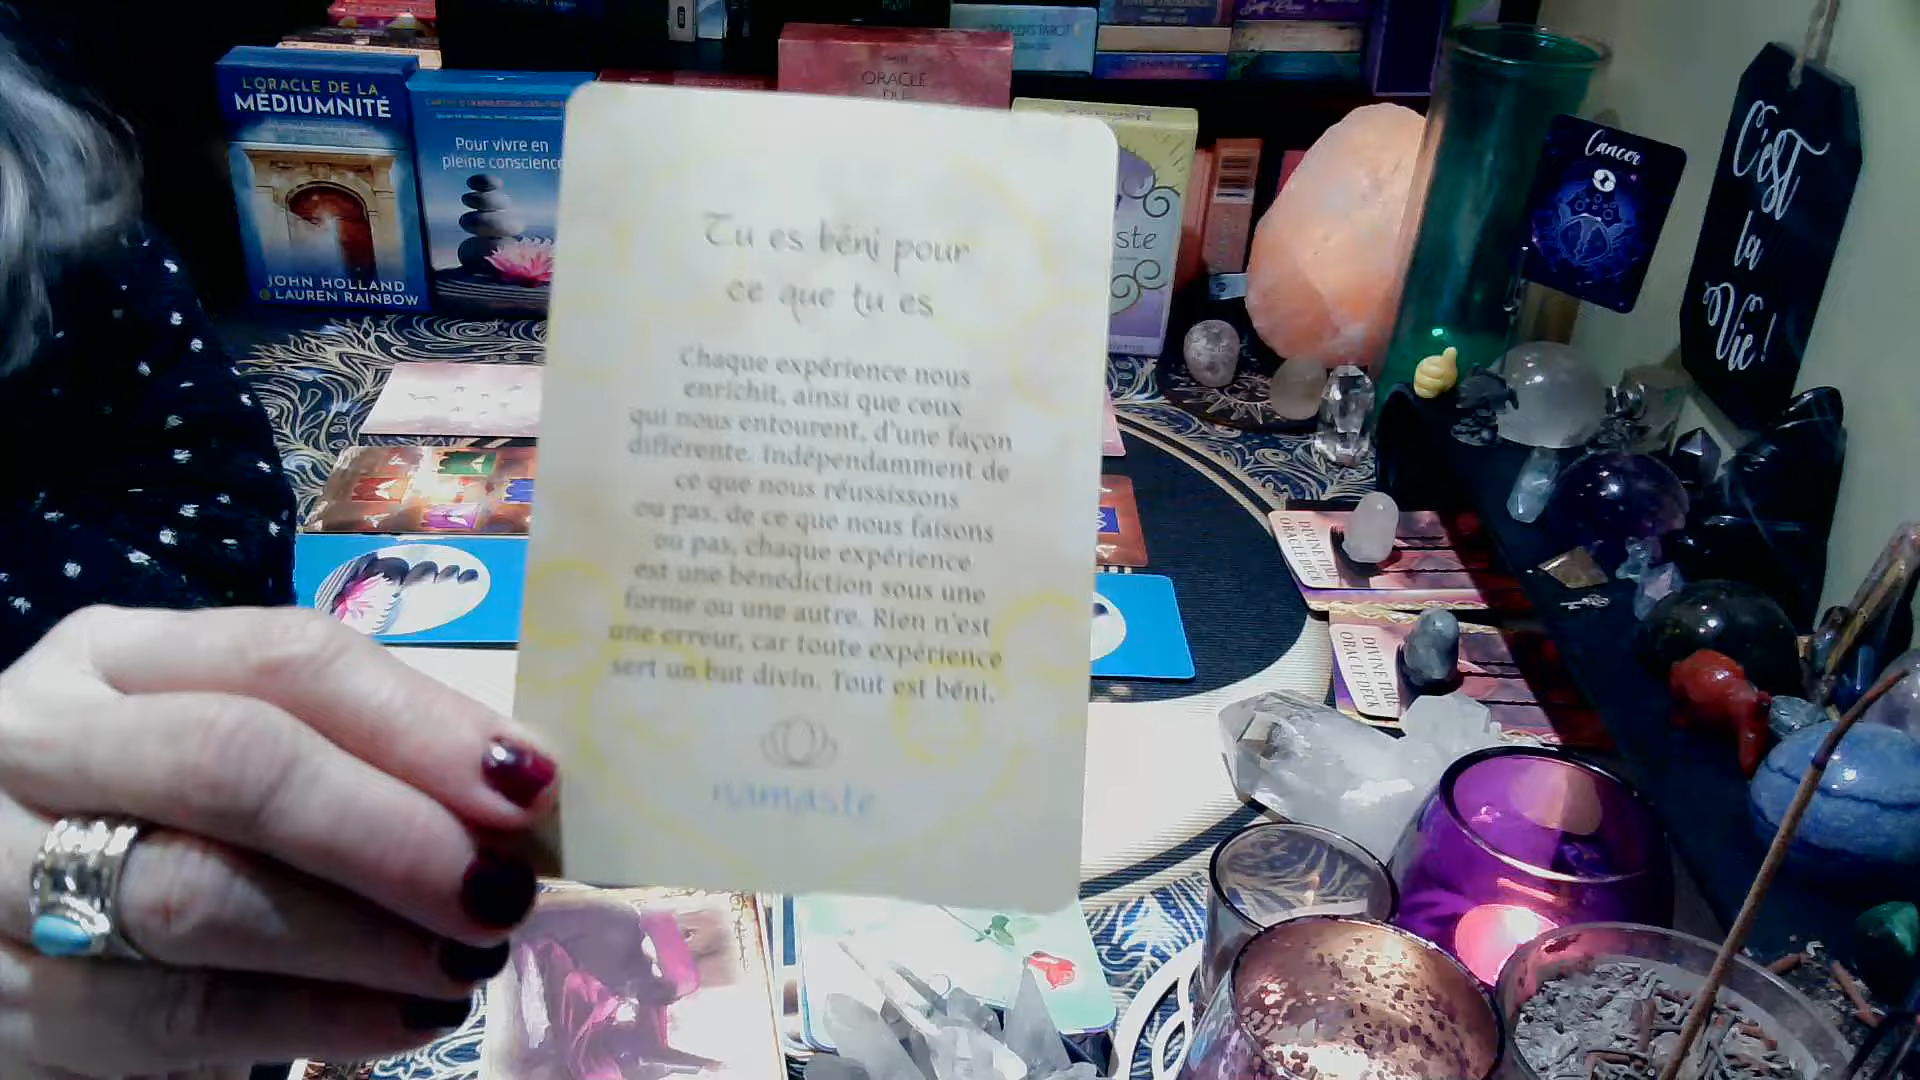 L'ORACLE DE LA
MÉDIUMNITÉ
JOHN HOLLAND
& LAUREN RAINBOW
Pour vivre en
pleine conscience
ORACLE
DU
Tu es béni pour
ce que tu es
Chaque expérience nous
enrichit, ainsi que ceux
qui nous entourent, d'une façon
différente. Indépendamment de
ce que nous réussissons
ou pas, de ce que nous faisons
ou pas, chaque expérience
est une bénédiction sous une
forme ou une autre. Rien n'est
une erreur, car toute expérience
sert un but divin. Tout est béni.
namaste
ste
Cancer
C'est
la
Vie!
DIVINE TIME
ORACLE DECK
DIVINE TIME
ORACLE DECK